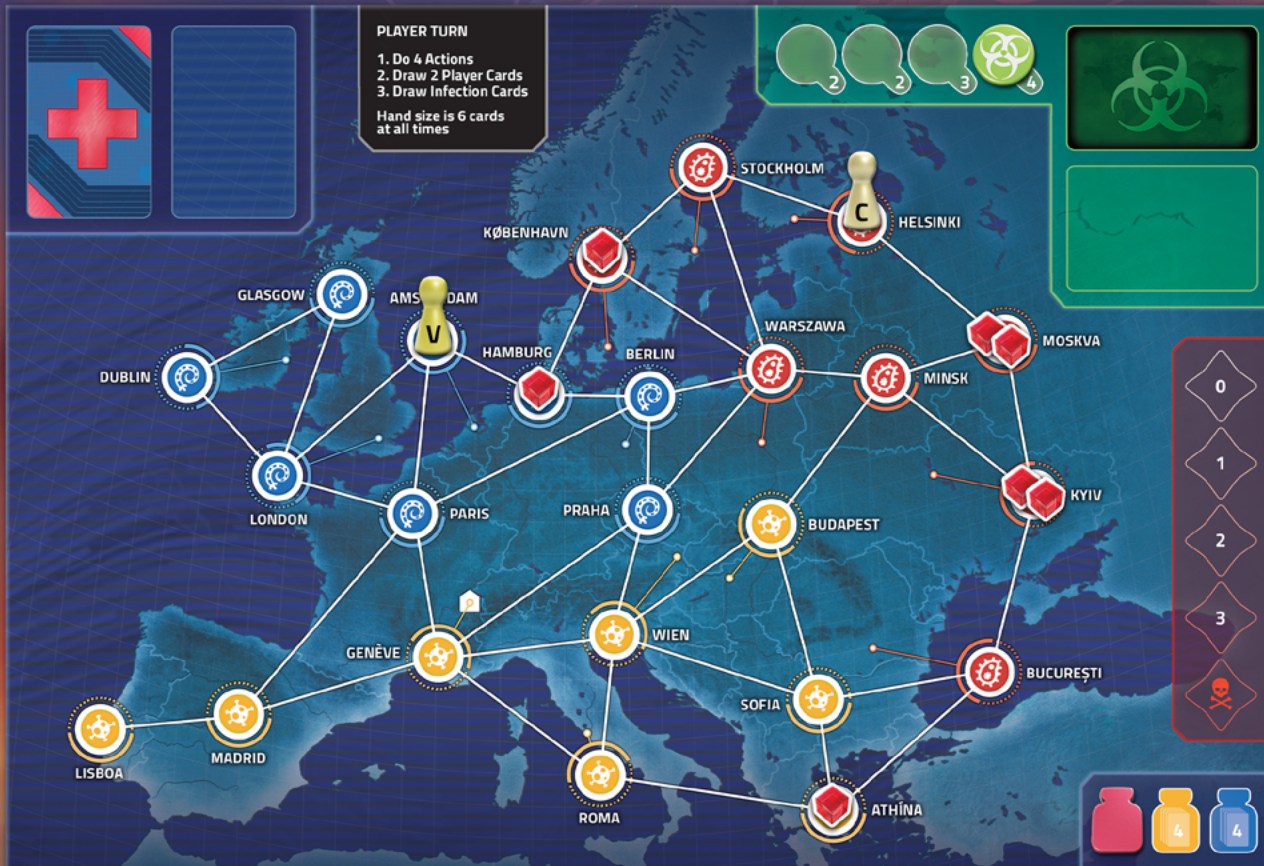 PLAYER TURN
1. Do 4 Actions
2. Draw 2 Player Cards
3. Draw Infection Cards
Hand size is 6 cards
at all times
2
2
3
4
STOCKHOLM
C
HELSINKI
KØBENHAVN
GLASGOW
AMS DAM
V
WARSZAWA
MOSKVA
HAMBURG
BERLIN
DUBLIN
MINSK
0
1
KYIV
LONDON
PARIS
PRAHA
BUDAPEST
2
3
GENÈVE
WIEN
BUCUREȘTI
SOFIA
LISBOA
MADRID
ROMA
ATHÍNA
4
4